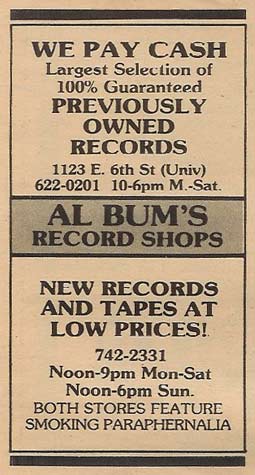 WE PAY CASH
Largest Selection of
100% Guaranteed
PREVIOUSLY
OWNED
RECORDS
1123 E. 6th St (Univ)
622-0201 10-6pm M.-Sat.
AL BUM'S
RECORD SHOPS
NEW RECORDS
AND TAPES AT
LOW PRICES!
742-2331
Noon-9pm Mon-Sat
Noon-6pm Sun.
BOTH STORES FEATURE
SMOKING PARAPHERNALIA